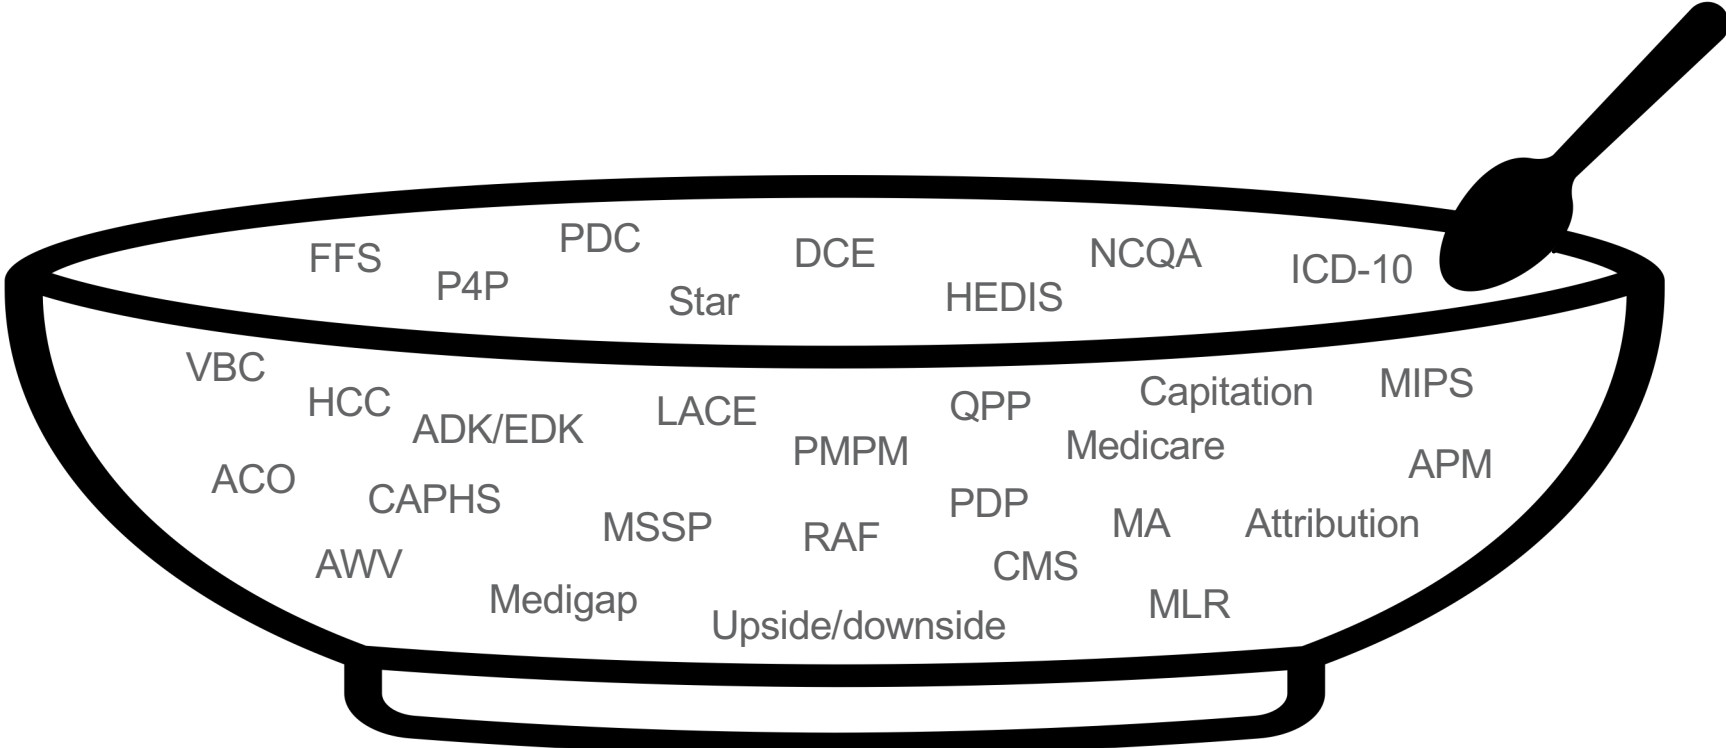 FFS
P4P
PDC
Star
DCE
HEDIS
NCQA
ICD-10
VBC
HCC
ADK/EDK
LACE
PMPM
QPP
Capitation
Medicare
MIPS
APM
ACO
CAPHS
MSSP
RAF
PDP
MA
Attribution
AWV
Medigap
Upside/downside
CMS
MLR